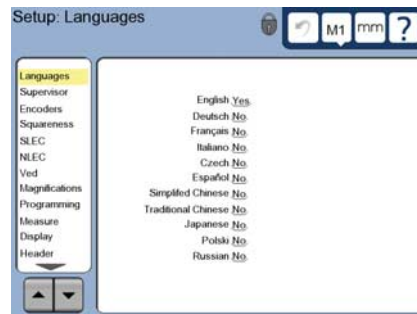 Setup: Languages
M1
mm
?
Languages
Supervisor
Encoders
Squareness
SLEC
NLEC
Ved
Magnifications
Programming
Measure
Display
Header
English Yes
Deutsch No
Français No
Italiano No
Czech No
Español No
Simplifed Chinese No
Traditional Chinese No
Japanese No
Polski No
Russian No